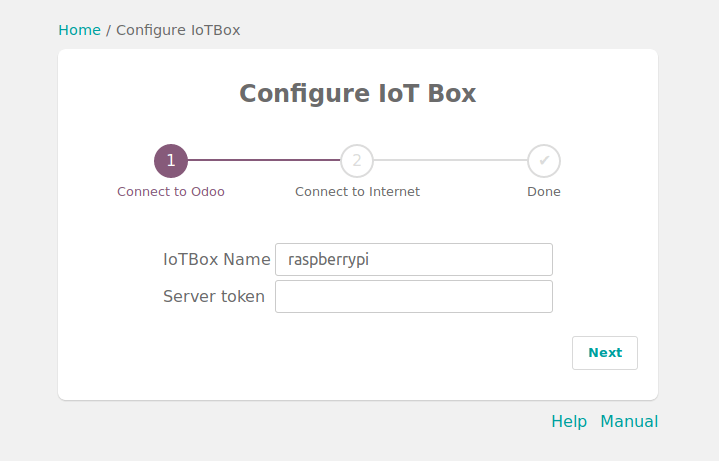 Home / Configure IoTBox
Configure IoT Box
1 2 ✔
Connect to Odoo Connect to Internet Done
IoTBox Name raspberrypi
Server token
Next
Help Manual